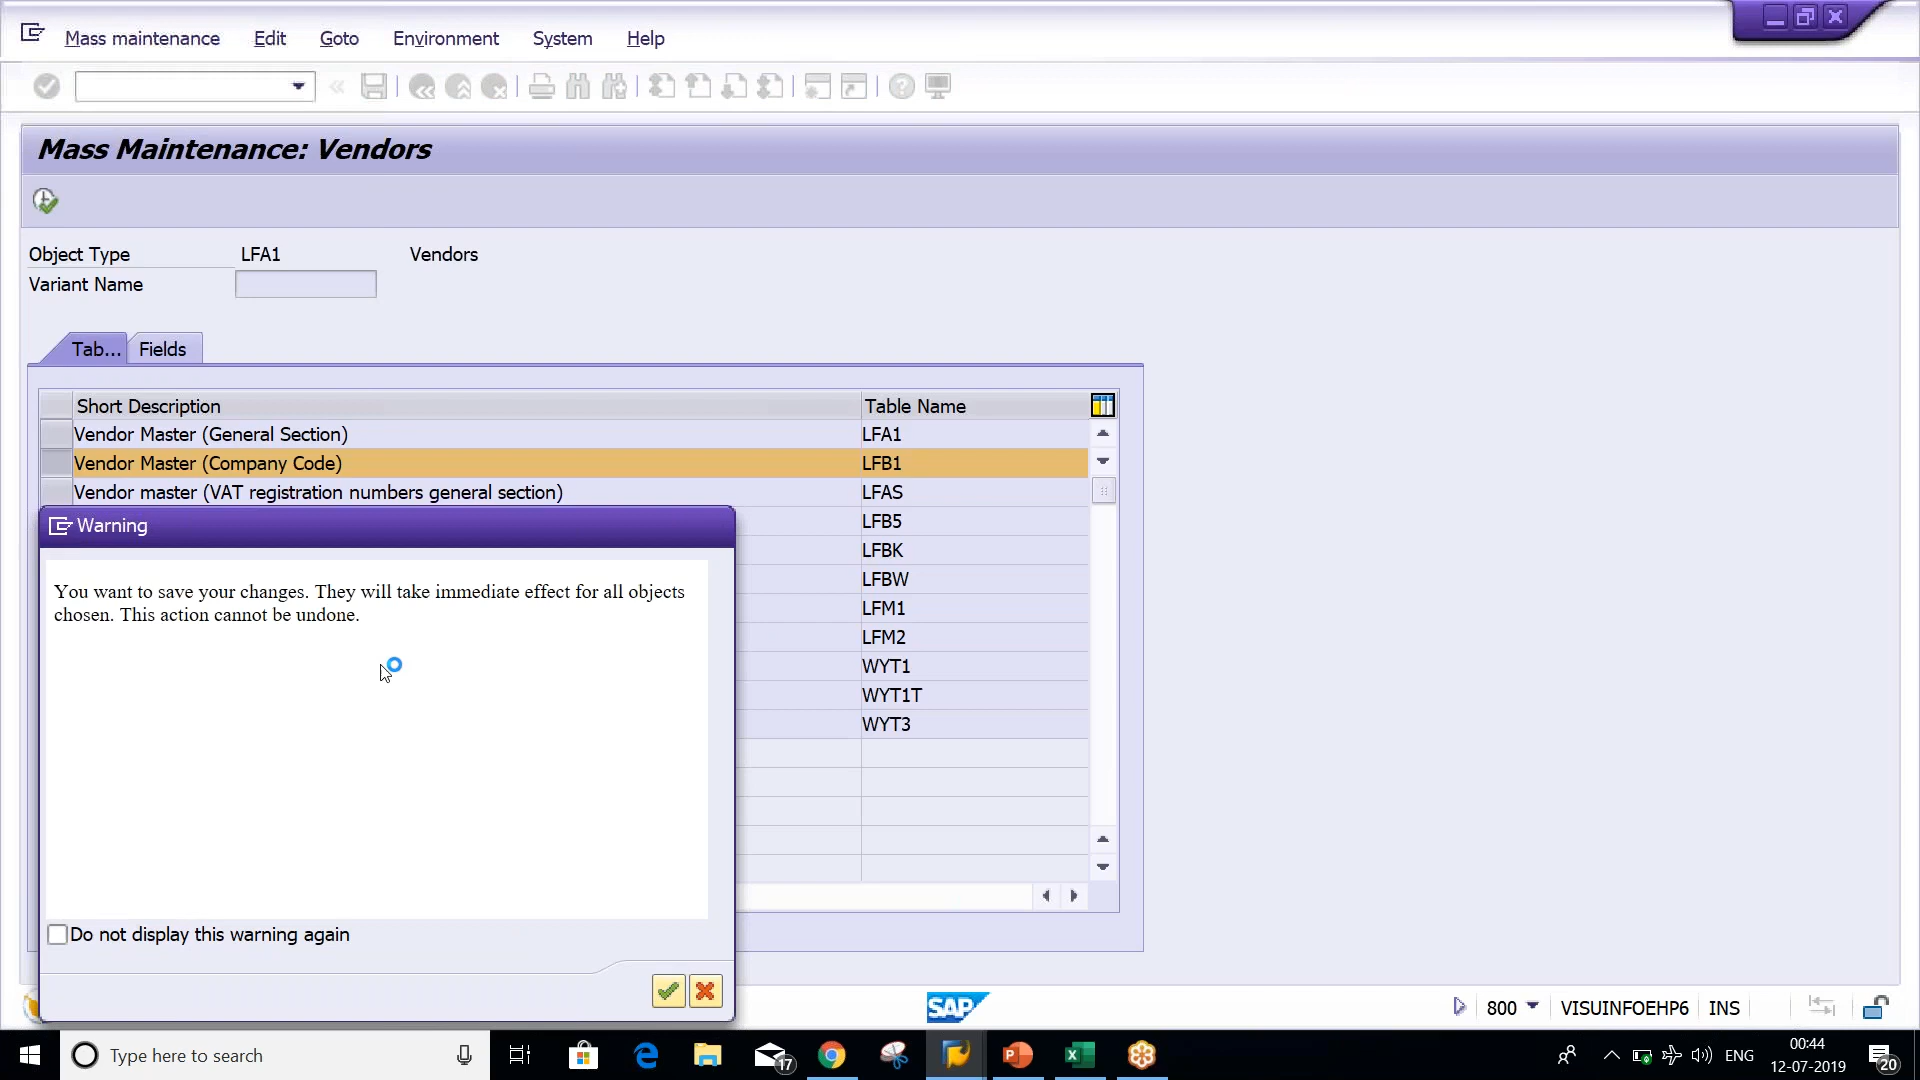 Mass maintenance Edit Goto Environment System Help
Mass Maintenance: Vendors
Object Type LFA1 Vendors
Variant Name
Tab... Fields
Short Description Table Name
Vendor Master (General Section) LFA1
Vendor Master (Company Code) LFB1
Vendor master (VAT registration numbers general section) LFAS
LFB5
LFBK
LFBW
LFM1
LFM2
WYT1
WYT1T
WYT3
Warning
You want to save your changes. They will take immediate effect for all objects
chosen. This action cannot be undone.
Do not display this warning again
SAP 800 VISUINFOEHP6 INS
Type here to search 17 ENG 00:44
12-07-2019 20